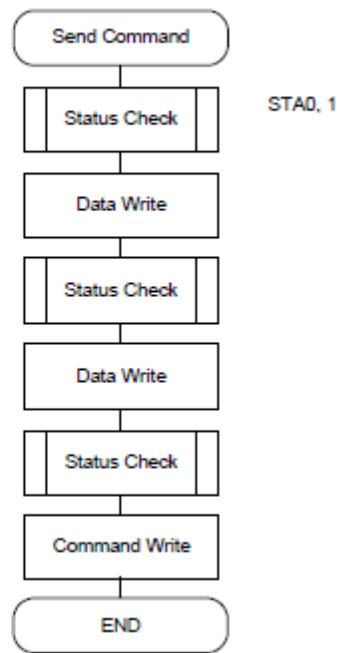 Send Command
Status Check
STA0, 1
Data Write
Status Check
Data Write
Status Check
Command Write
END